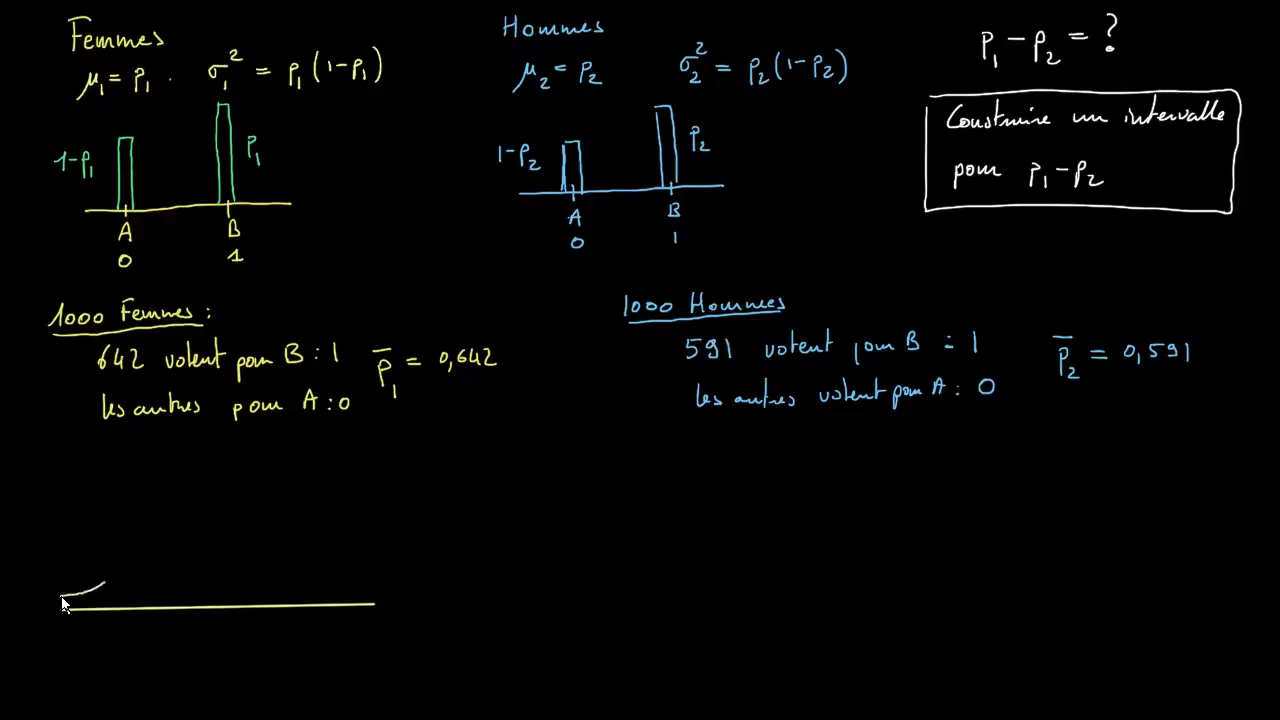 Femmes
μ₁ = p₁ . σ₁² = p₁(1-p₁)
1-p₁
p₁
A B
0 1
Hommes
μ₂ = p₂ σ₂² = p₂(1-p₂)
1-p₂
p₂
A B
0 1
p₁ - p₂ = ?
Construire un intervalle
pour p₁-p₂
1000 Femmes :
642 votent pour B : 1
les autres pour A : 0
p̅₁ = 0,642
1000 Hommes
591 votent pour B = 1
les autres votent pour A : 0
p̅₂ = 0,591